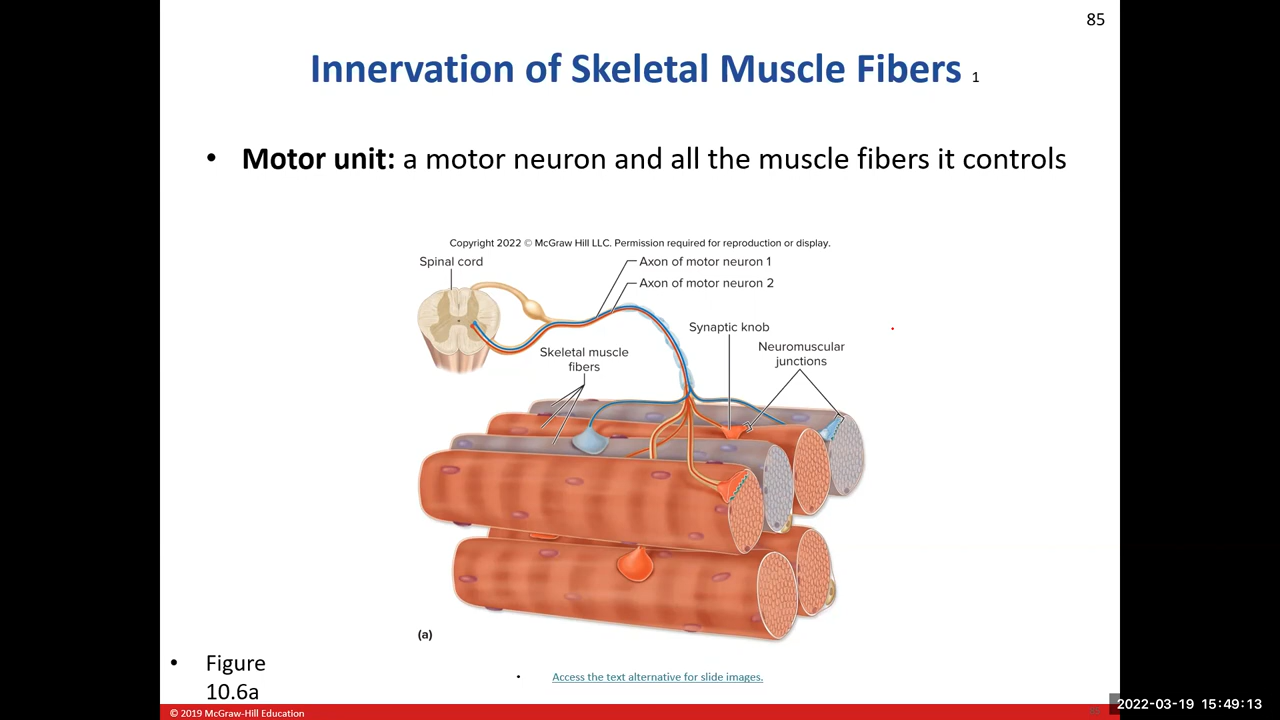 85
Innervation of Skeletal Muscle Fibers 1
• Motor unit: a motor neuron and all the muscle fibers it controls
Copyright 2022 © McGraw Hill LLC. Permission required for reproduction or display.
Spinal cord
Axon of motor neuron 1
Axon of motor neuron 2
Synaptic knob
Neuromuscular
junctions
Skeletal muscle
fibers
(a)
• Figure
10.6a
• Access the text alternative for slide images.
© 2019 McGraw-Hill Education
2022-03-19 15:49:13